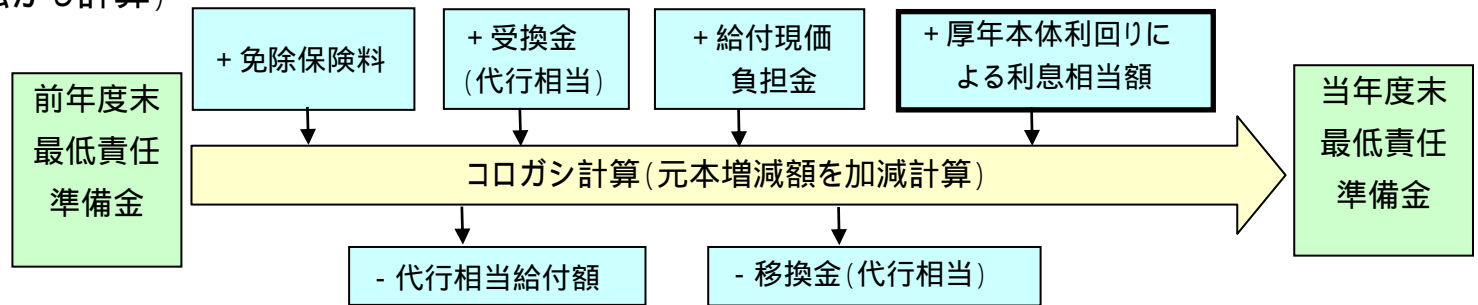 計算)
+ 免除保険料
+ 受換金
(代行相当)
+ 給付現価
負担金
+ 厚年本体利回りに
よる利息相当額
前年度末
最低責任
準備金
コロガシ計算(元本増減額を加減計算)
当年度末
最低責任
準備金
- 代行相当給付額
- 移換金(代行相当)